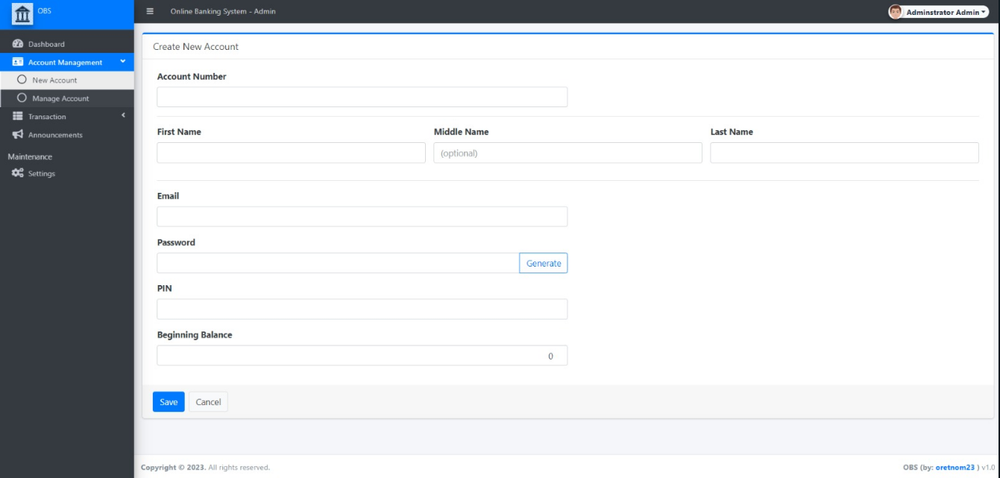 OBS
Online Banking System - Admin
Adminstrator Admin
Dashboard
Account Management
New Account
Manage Account
Transaction
Announcements
Maintenance
Settings
Create New Account
Account Number
First Name Middle Name Last Name
(optional)
Email
Password
Generate
PIN
Beginning Balance
0
Save Cancel
Copyright © 2023. All rights reserved.
OBS (by: oretnom23 ) v1.0